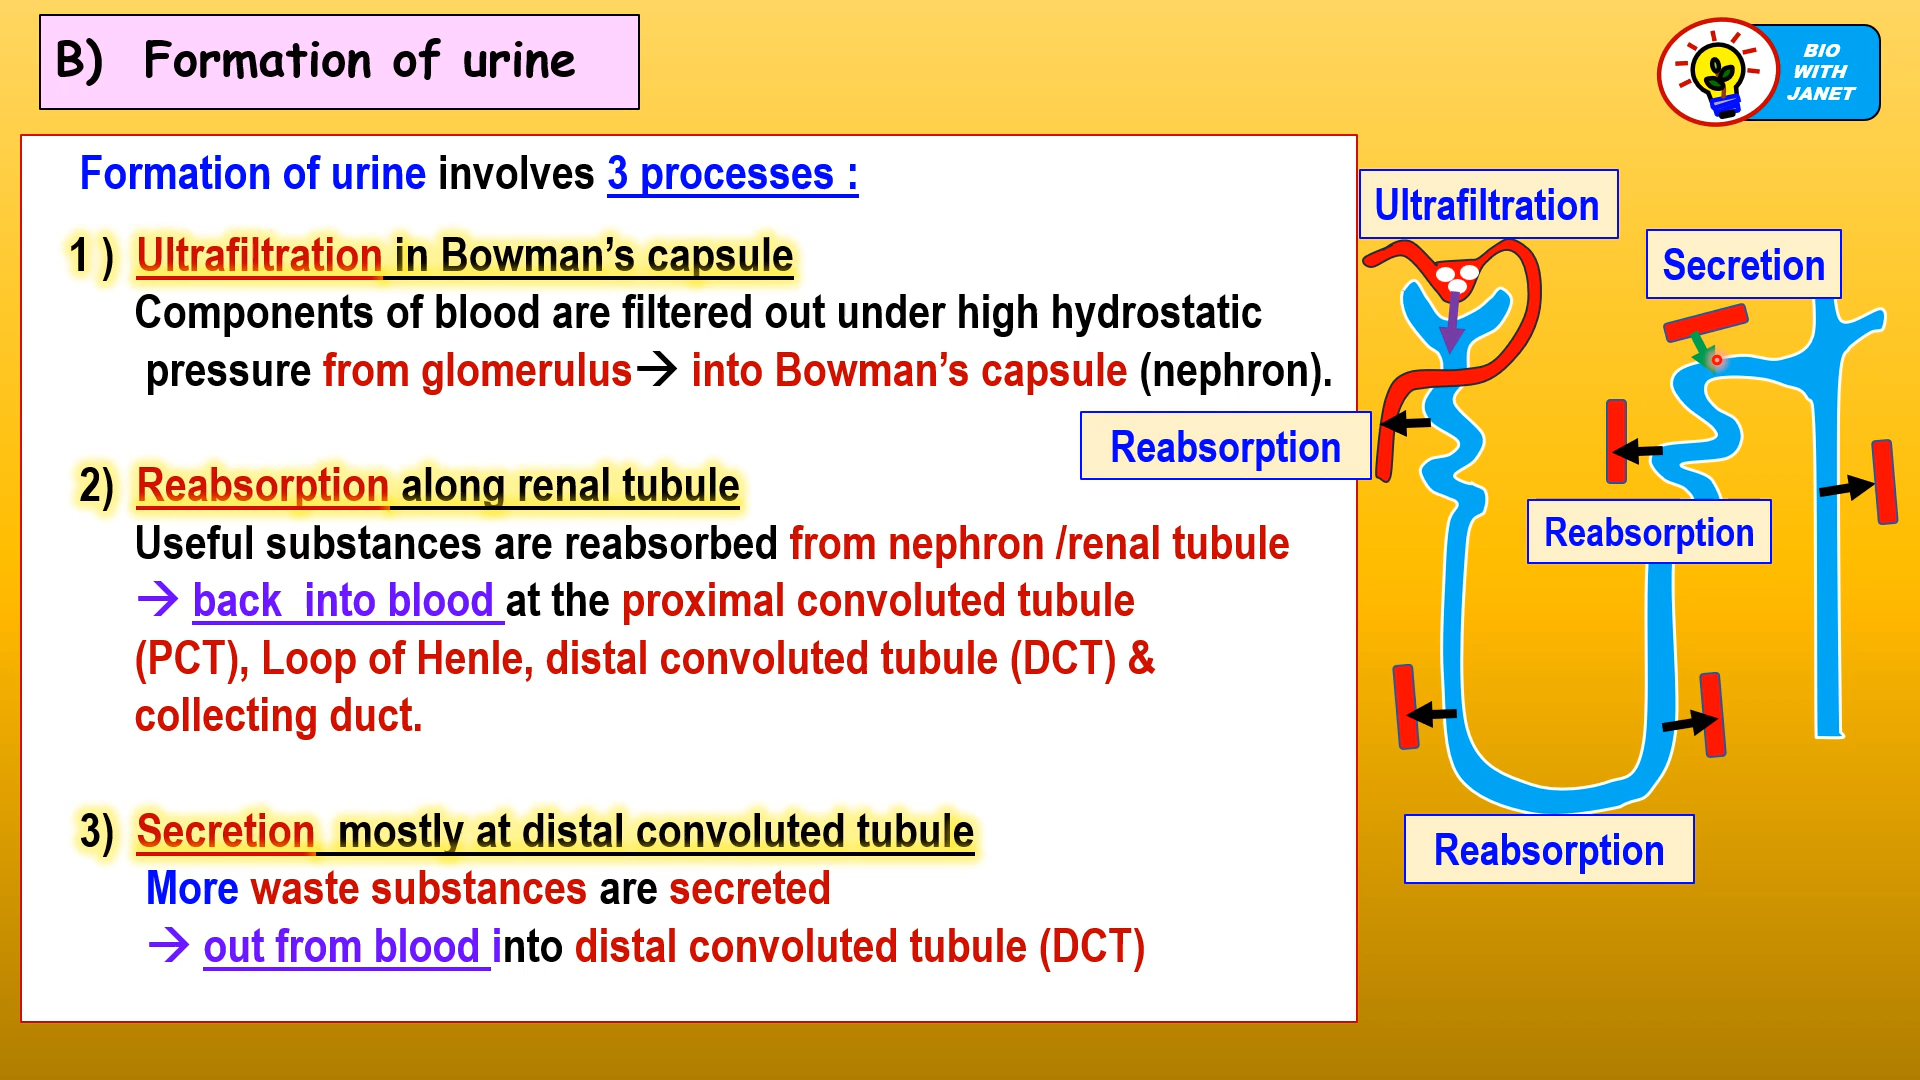 B) Formation of urine
BIO
WITH
JANET
Formation of urine involves 3 processes :
1 ) Ultrafiltration in Bowman’s capsule
Components of blood are filtered out under high hydrostatic
pressure from glomerulus→ into Bowman’s capsule (nephron).
2) Reabsorption along renal tubule
Useful substances are reabsorbed from nephron /renal tubule
→ back into blood at the proximal convoluted tubule
(PCT), Loop of Henle, distal convoluted tubule (DCT) &
collecting duct.
3) Secretion mostly at distal convoluted tubule
More waste substances are secreted
→ out from blood into distal convoluted tubule (DCT)
Ultrafiltration
Secretion
Reabsorption
Reabsorption
Reabsorption